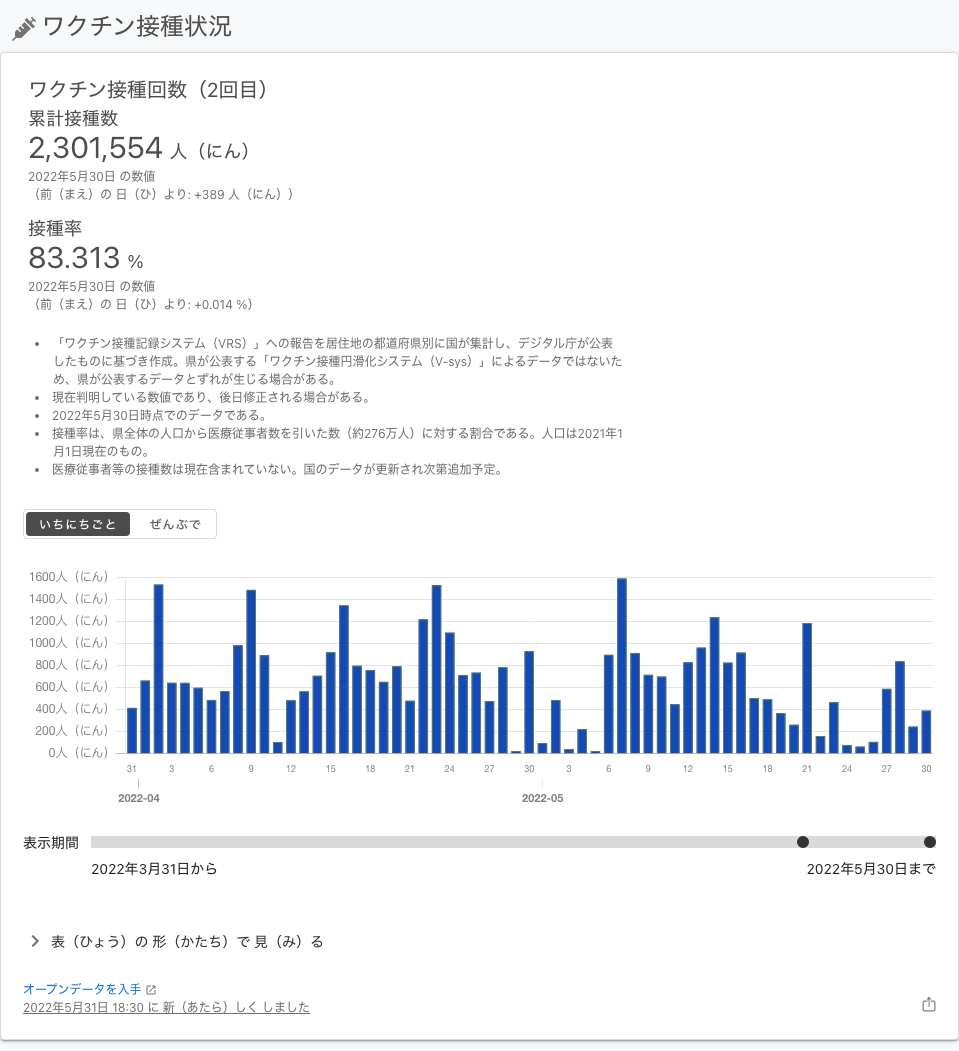 ワクチン接種状況
ワクチン接種回数（2回目）
累計接種数
2,301,554 人（にん）
2022年5月30日 の数値
（前（まえ）の 日（ひ）より: +389 人（にん））
接種率
83.313 %
2022年5月30日 の数値
（前（まえ）の 日（ひ）より: +0.014 %）
「ワクチン接種記録システム（VRS）」への報告を居住地の都道府県別に国が集計し、デジタル庁が公表
したものに基づき作成。県が公表する「ワクチン接種円滑化システム（V-sys）」によるデータではないた
め、県が公表するデータとずれが生じる場合がある。
現在判明している数値であり、後日修正される場合がある。
2022年5月30日時点でのデータである。
接種率は、県全体の人口から医療従事者数を引いた数（約276万人）に対する割合である。人口は2021年1
月1日現在のもの。
医療従事者等の接種数は現在含まれていない。国のデータが更新され次第追加予定。
いちにちごと ぜんぶで
1600人（にん）
1400人（にん）
1200人（にん）
1000人（にん）
800人（にん）
600人（にん）
400人（にん）
200人（にん）
0人（にん）
31 3 6 9 12 15 18 21 24 27 30 3 6 9 12 15 18 21 24 27 30
2022-04 2022-05
表示期間
2022年3月31日から 2022年5月30日まで
表（ひょう）の 形（かたち）で 見（み）る
オープンデータを入手
2022年5月31日 18:30 に 新（あたら）しく しました